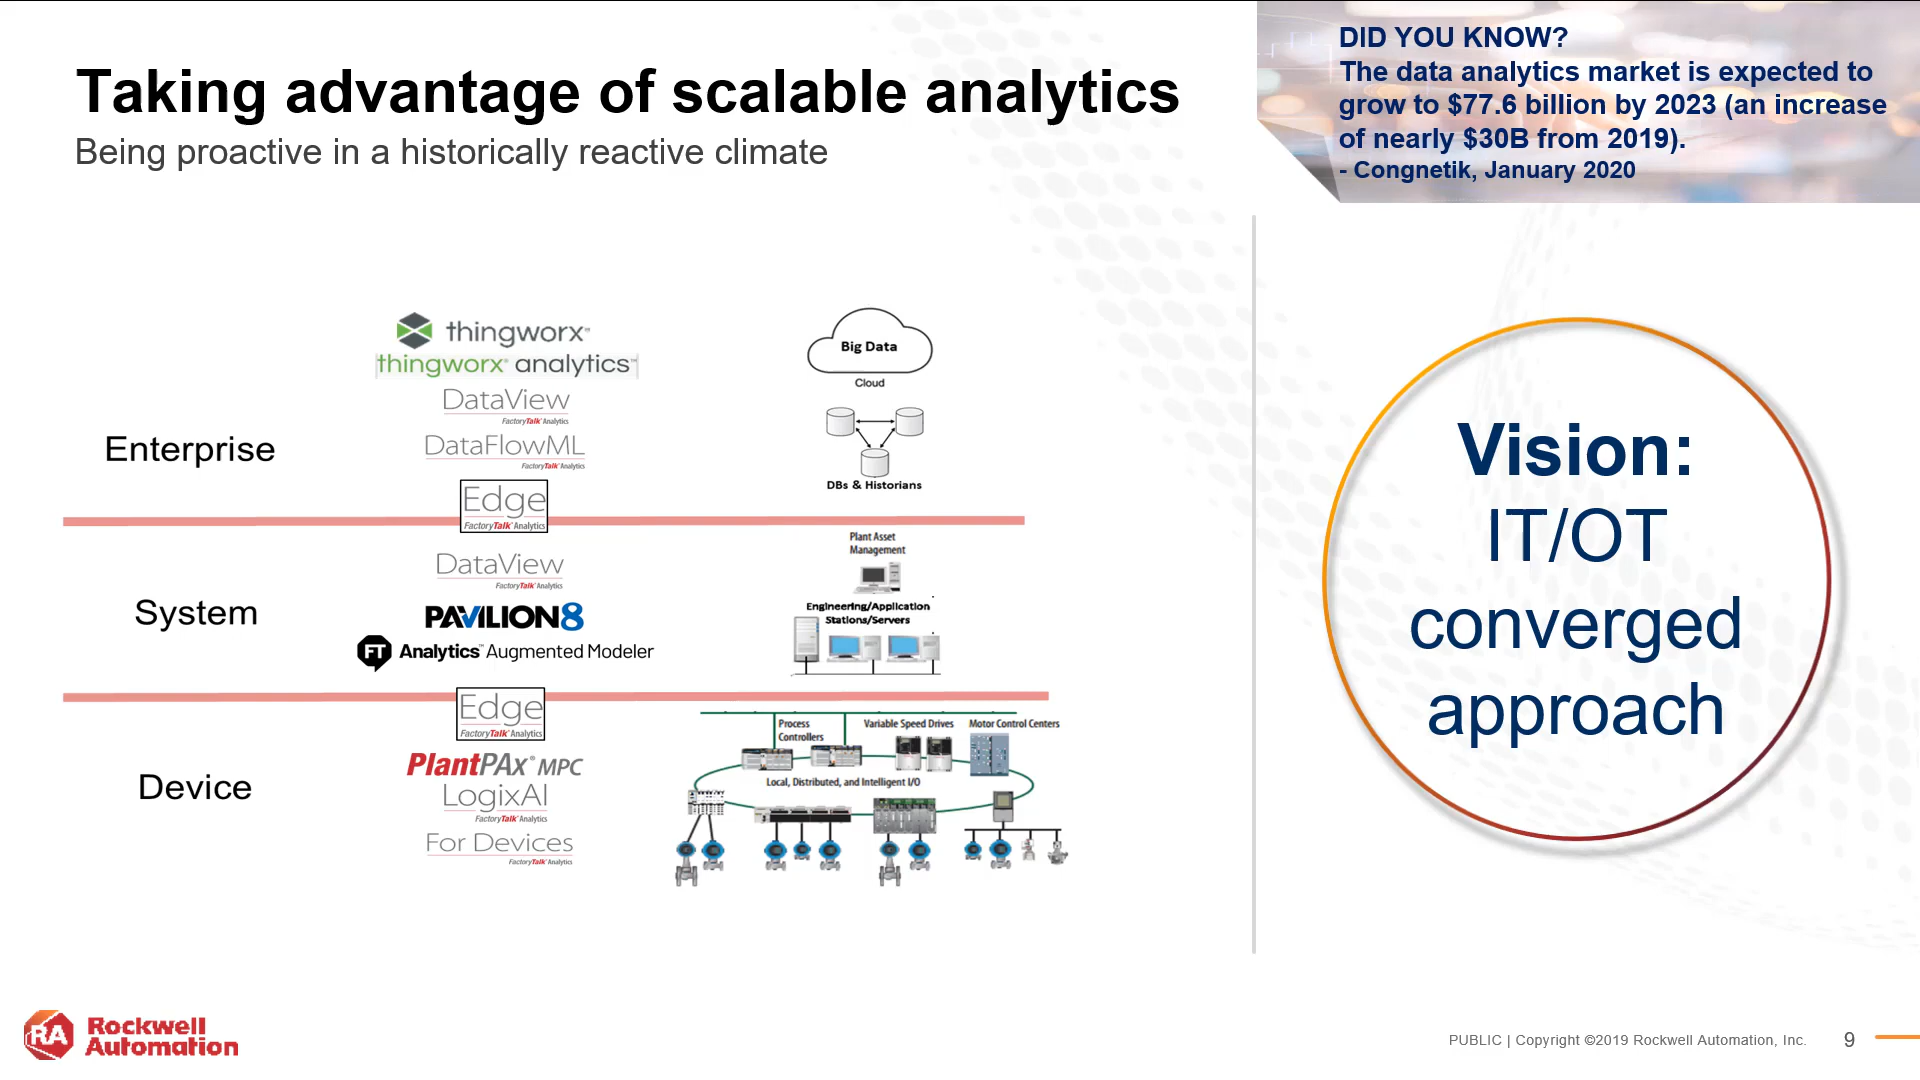 Taking advantage of scalable analytics
Being proactive in a historically reactive climate
DID YOU KNOW?
The data analytics market is expected to
grow to $77.6 billion by 2023 (an increase
of nearly $30B from 2019).
- Congnetik, January 2020
Enterprise
thingworx™
thingworx® analytics™
DataView
FactoryTalk® Analytics
DataFlowML
FactoryTalk® Analytics
Edge
FactoryTalk® Analytics
Big Data
Cloud
DBs & Historians
System
DataView
FactoryTalk® Analytics
PAVILION8
FT Analytics™ Augmented Modeler
Plant Asset
Management
Engineering/Application
Stations/Servers
Device
Edge
FactoryTalk® Analytics
PlantPAx® MPC
LogixAI
FactoryTalk® Analytics
For Devices
FactoryTalk® Analytics
Process
Controllers
Variable Speed Drives
Motor Control Centers
Local, Distributed, and Intelligent I/O
Vision:
IT/OT
converged
approach
RA Rockwell
Automation
PUBLIC | Copyright ©2019 Rockwell Automation, Inc.
9